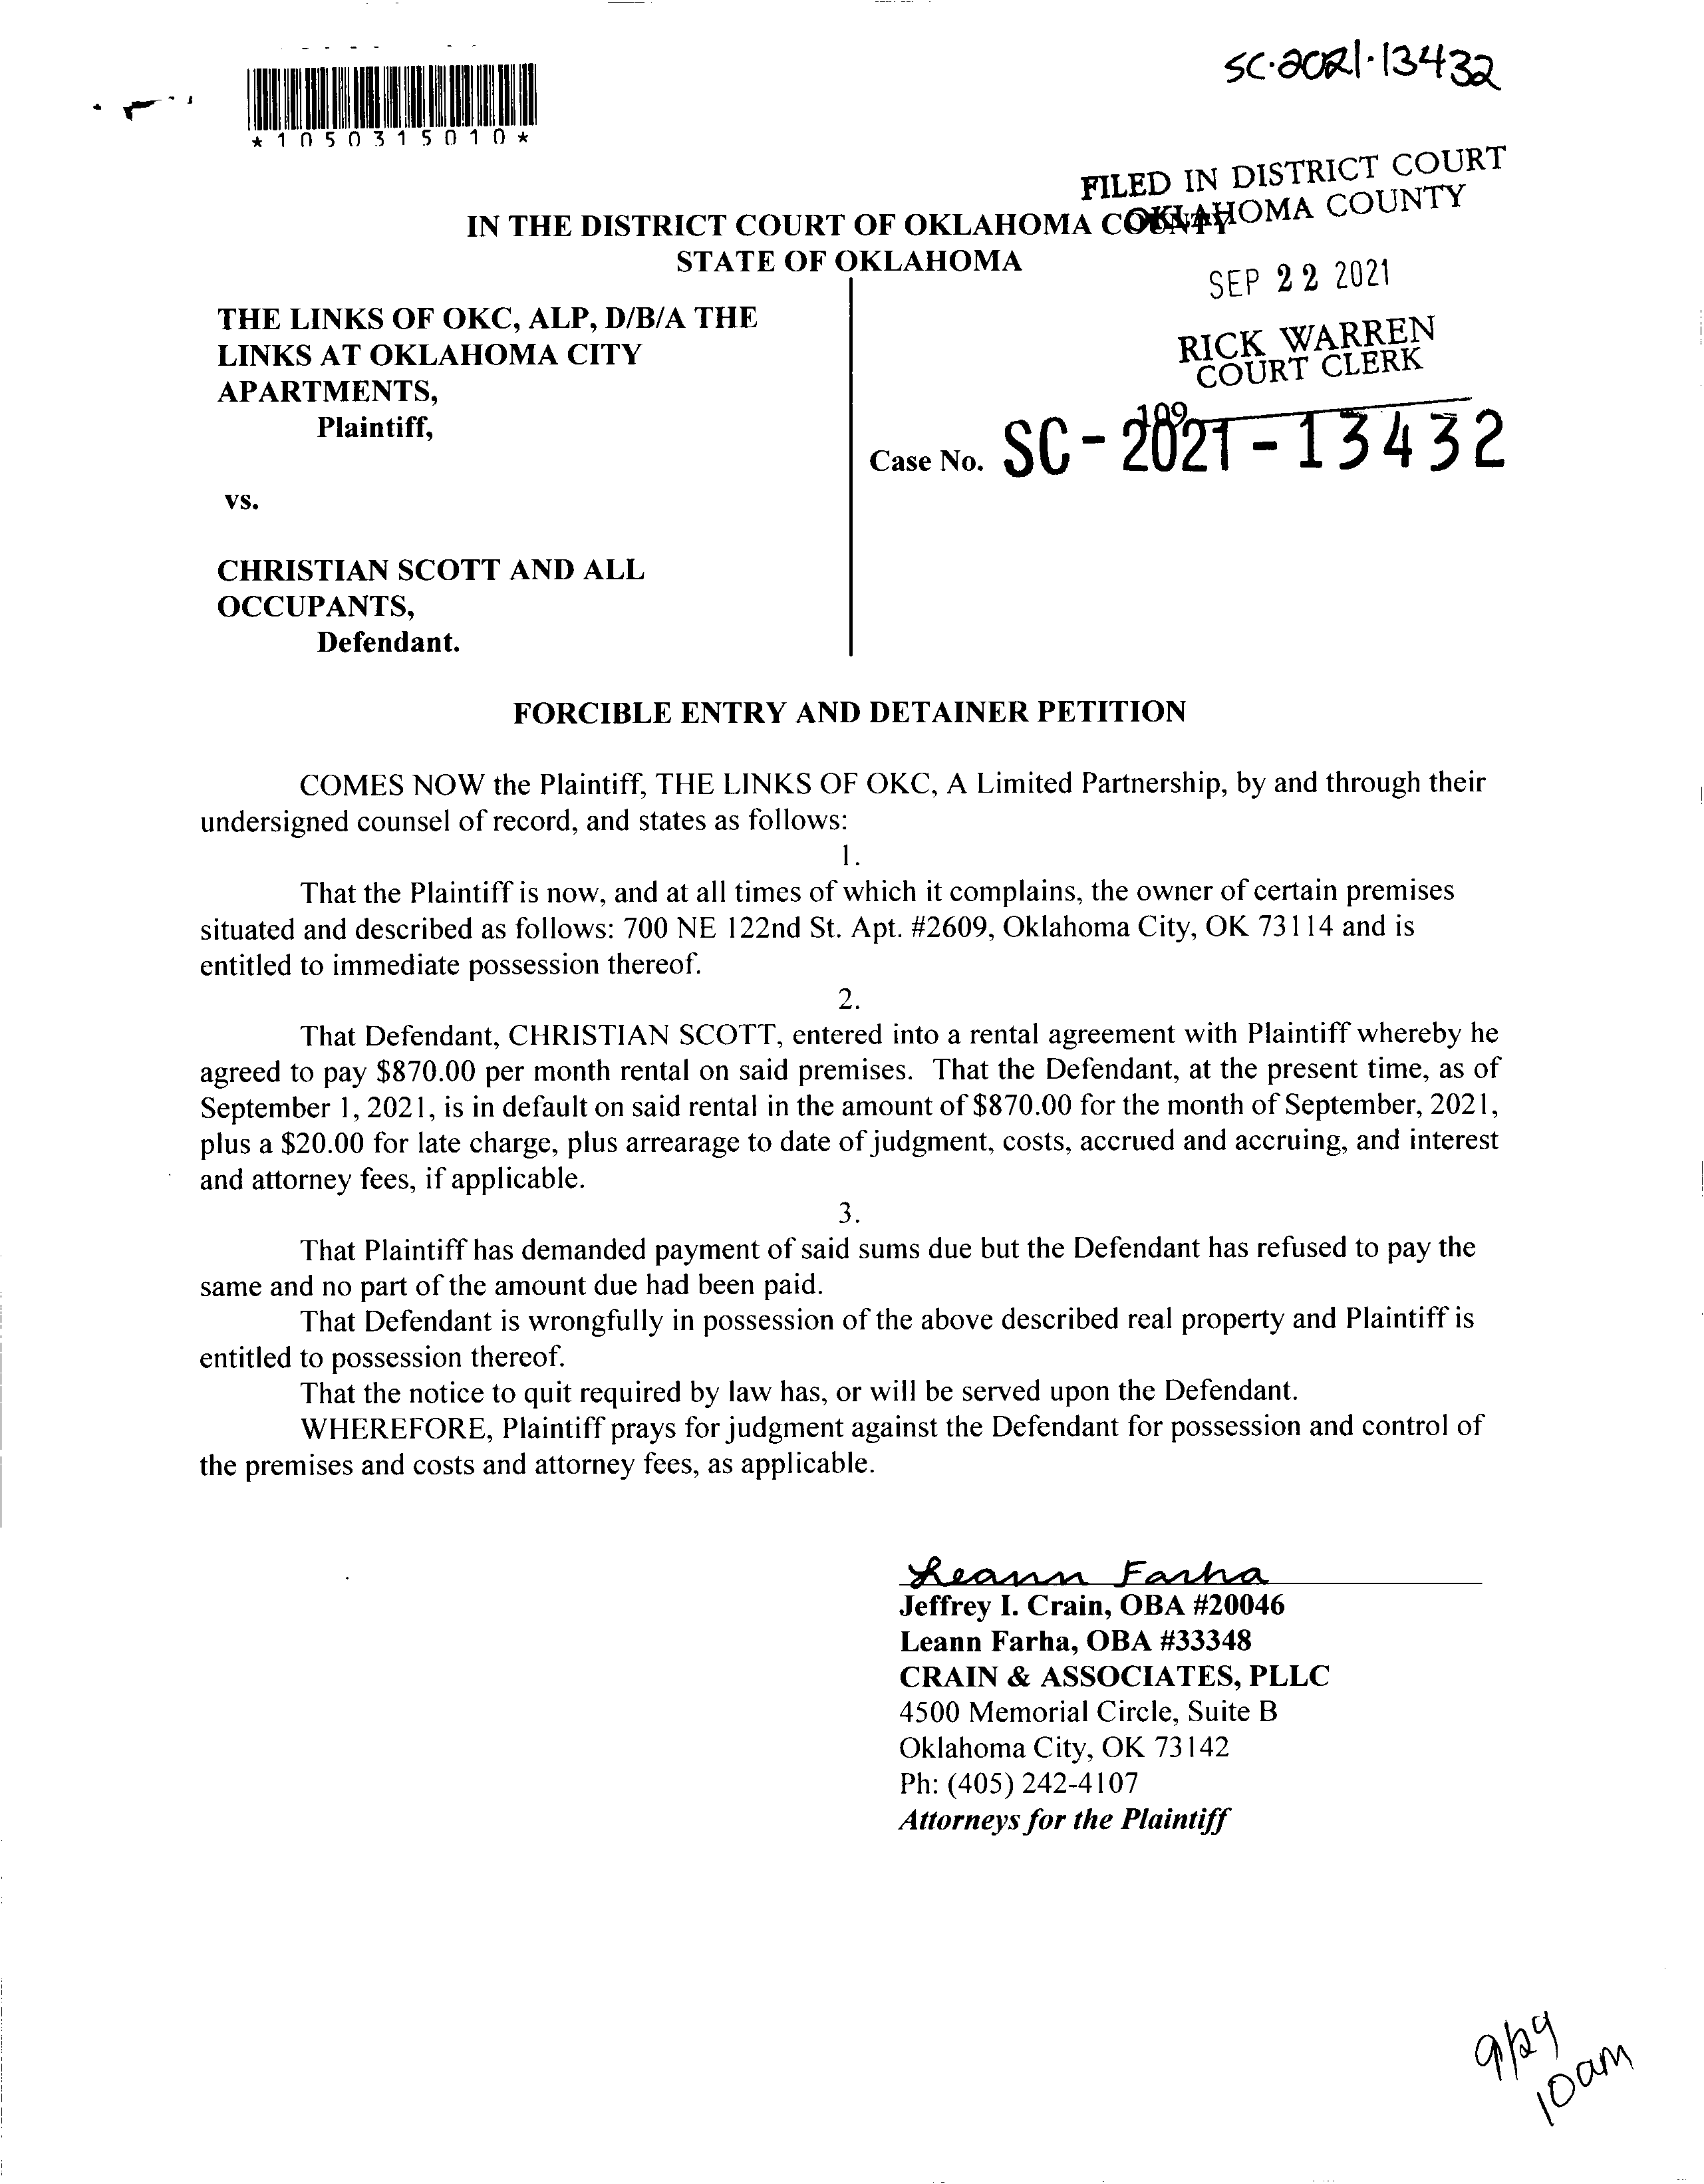 SC·2021·13432
*1050315010*
FILED IN DISTRICT COURT
OKLAHOMA COUNTY
IN THE DISTRICT COURT OF OKLAHOMA COUNTY
STATE OF OKLAHOMA
SEP 22 2021
THE LINKS OF OKC, ALP, D/B/A THE
LINKS AT OKLAHOMA CITY
APARTMENTS,
Plaintiff,
RICK WARREN
COURT CLERK
109
Case No. SC-2021-13432
vs.
CHRISTIAN SCOTT AND ALL
OCCUPANTS,
Defendant.
FORCIBLE ENTRY AND DETAINER PETITION
COMES NOW the Plaintiff, THE LINKS OF OKC, A Limited Partnership, by and through their
undersigned counsel of record, and states as follows:
1.
That the Plaintiff is now, and at all times of which it complains, the owner of certain premises
situated and described as follows: 700 NE 122nd St. Apt. #2609, Oklahoma City, OK 73114 and is
entitled to immediate possession thereof.
2.
That Defendant, CHRISTIAN SCOTT, entered into a rental agreement with Plaintiff whereby he
agreed to pay $870.00 per month rental on said premises. That the Defendant, at the present time, as of
September 1, 2021, is in default on said rental in the amount of $870.00 for the month of September, 2021,
plus a $20.00 for late charge, plus arrearage to date of judgment, costs, accrued and accruing, and interest
and attorney fees, if applicable.
3.
That Plaintiff has demanded payment of said sums due but the Defendant has refused to pay the
same and no part of the amount due had been paid.
That Defendant is wrongfully in possession of the above described real property and Plaintiff is
entitled to possession thereof.
That the notice to quit required by law has, or will be served upon the Defendant.
WHEREFORE, Plaintiff prays for judgment against the Defendant for possession and control of
the premises and costs and attorney fees, as applicable.
Leann Farha
Jeffrey I. Crain, OBA #20046
Leann Farha, OBA #33348
CRAIN & ASSOCIATES, PLLC
4500 Memorial Circle, Suite B
Oklahoma City, OK 73142
Ph: (405) 242-4107
Attorneys for the Plaintiff
10am